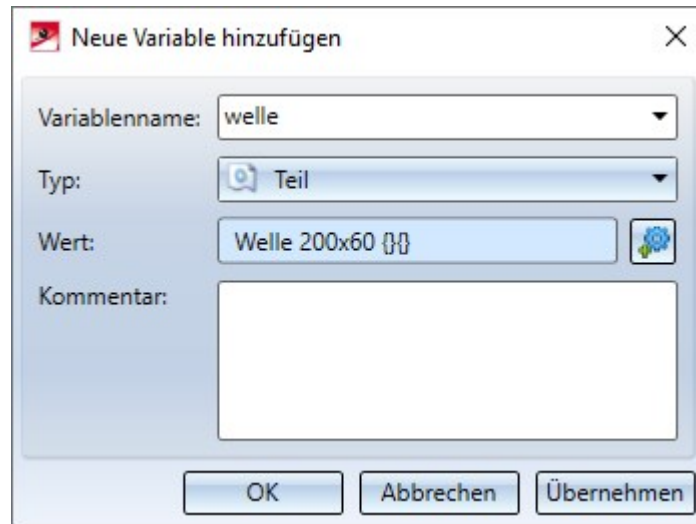 Neue Variable hinzufügen
Variablenname: welle
Typ: Teil
Wert: Welle 200x60 {}{}
Kommentar:
OK Abbrechen Übernehmen